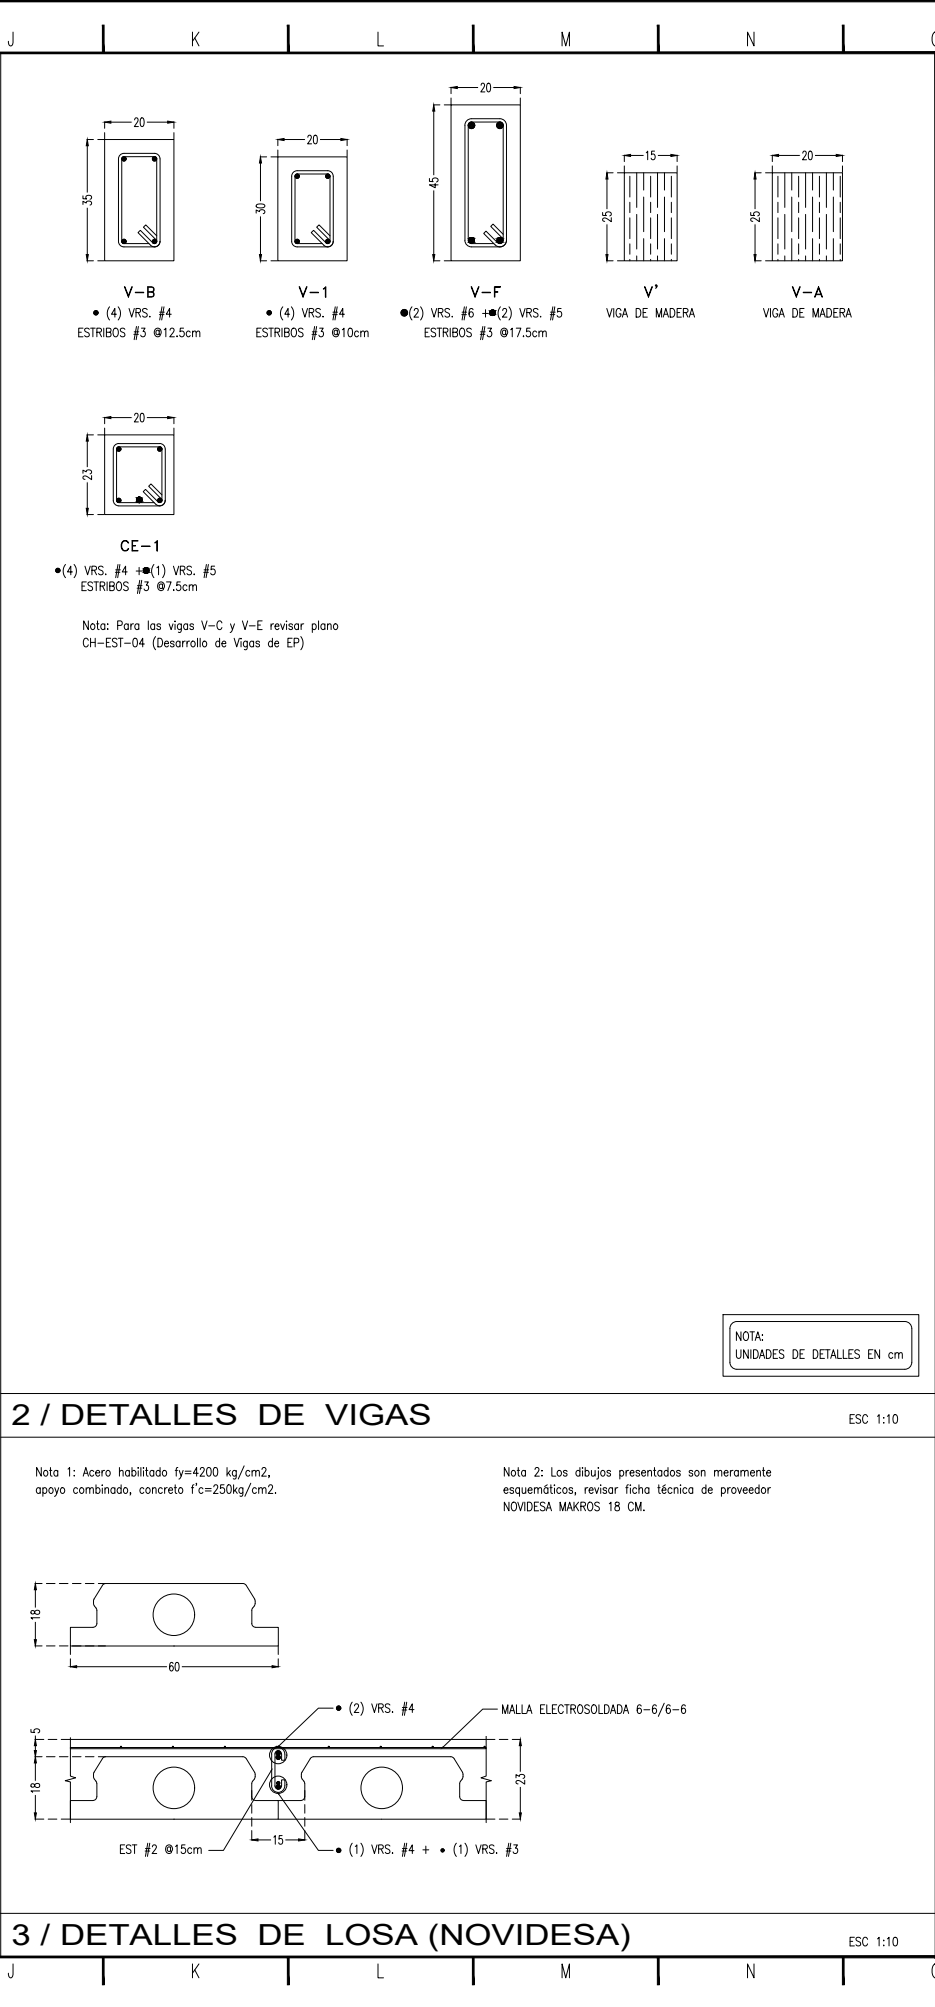 J K L M N
20 20 20 15 20
35 30 45 25 25
V-B V-1 V-F V' V-A
● (4) VRS. #4
ESTRIBOS #3 @12.5cm
● (4) VRS. #4
ESTRIBOS #3 @10cm
●(2) VRS. #6 +●(2) VRS. #5
ESTRIBOS #3 @17.5cm
VIGA DE MADERA
VIGA DE MADERA
20
23
CE-1
●(4) VRS. #4 +●(1) VRS. #5
ESTRIBOS #3 @7.5cm
Nota: Para las vigas V-C y V-E revisar plano
CH-EST-04 (Desarrollo de Vigas de EP)
NOTA:
UNIDADES DE DETALLES EN cm
2 / DETALLES DE VIGAS
ESC 1:10
Nota 1: Acero habilitado fy=4200 kg/cm2,
apoyo combinado, concreto f'c=250kg/cm2.
Nota 2: Los dibujos presentados son meramente
esquemáticos, revisar ficha técnica de proveedor
NOVIDESA MAKROS 18 CM.
18
60
● (2) VRS. #4
MALLA ELECTROSOLDADA 6-6/6-6
5
18
23
15
EST #2 @15cm
● (1) VRS. #4 + ● (1) VRS. #3
3 / DETALLES DE LOSA (NOVIDESA)
ESC 1:10
J K L M N